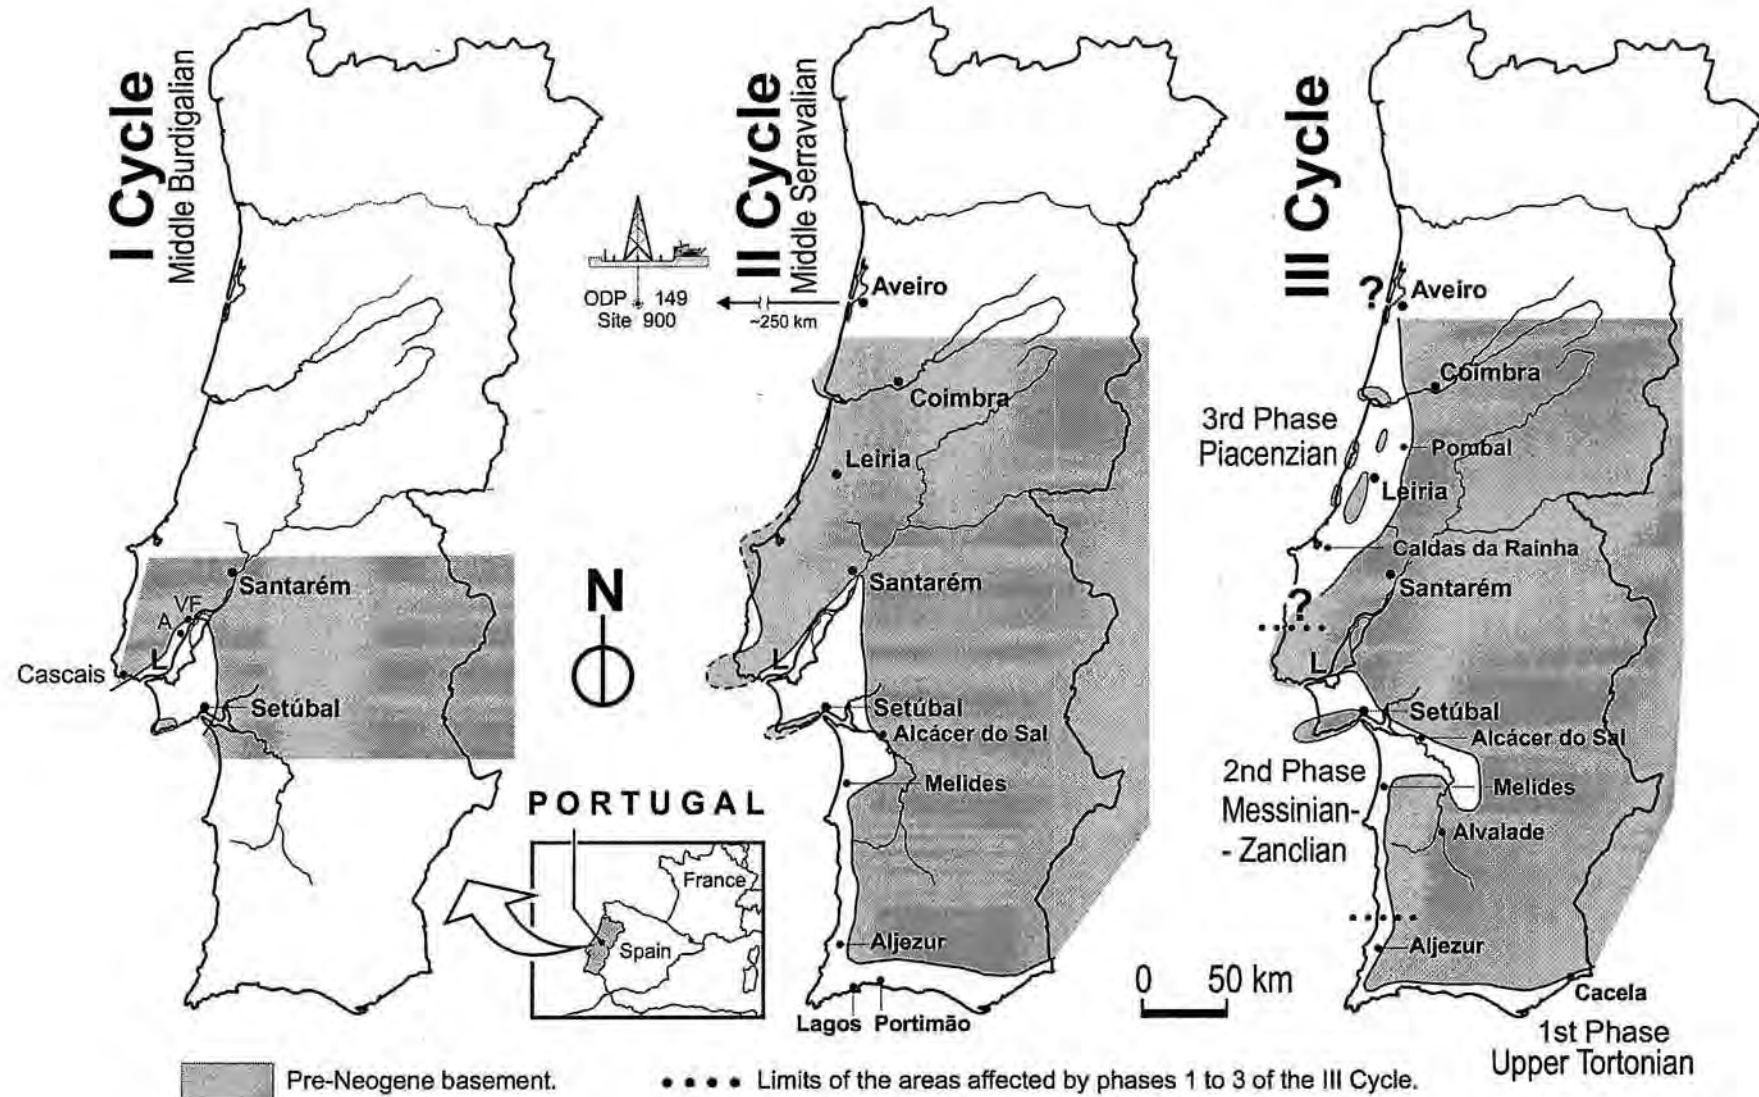 I Cycle
Middle Burdigalian
Santarém
VF
A
L
Cascais
Setúbal
ODP 149
Site 900
~250 km
II Cycle
Middle Serravalian
Aveiro
Coimbra
Leiria
Santarém
L
Setúbal
Alcácer do Sal
Melides
Aljezur
Lagos Portimão
N
PORTUGAL
France
Spain
0 50 km
III Cycle
?
Aveiro
Coimbra
3rd Phase
Piacenzian
Pombal
Leiria
Caldas da Rainha
Santarém
?
L
Setúbal
Alcácer do Sal
2nd Phase
Messinian-
- Zanclian
Melides
Alvalade
Aljezur
Cacela
1st Phase
Upper Tortonian
Pre-Neogene basement.
Limits of the areas affected by phases 1 to 3 of the III Cycle.